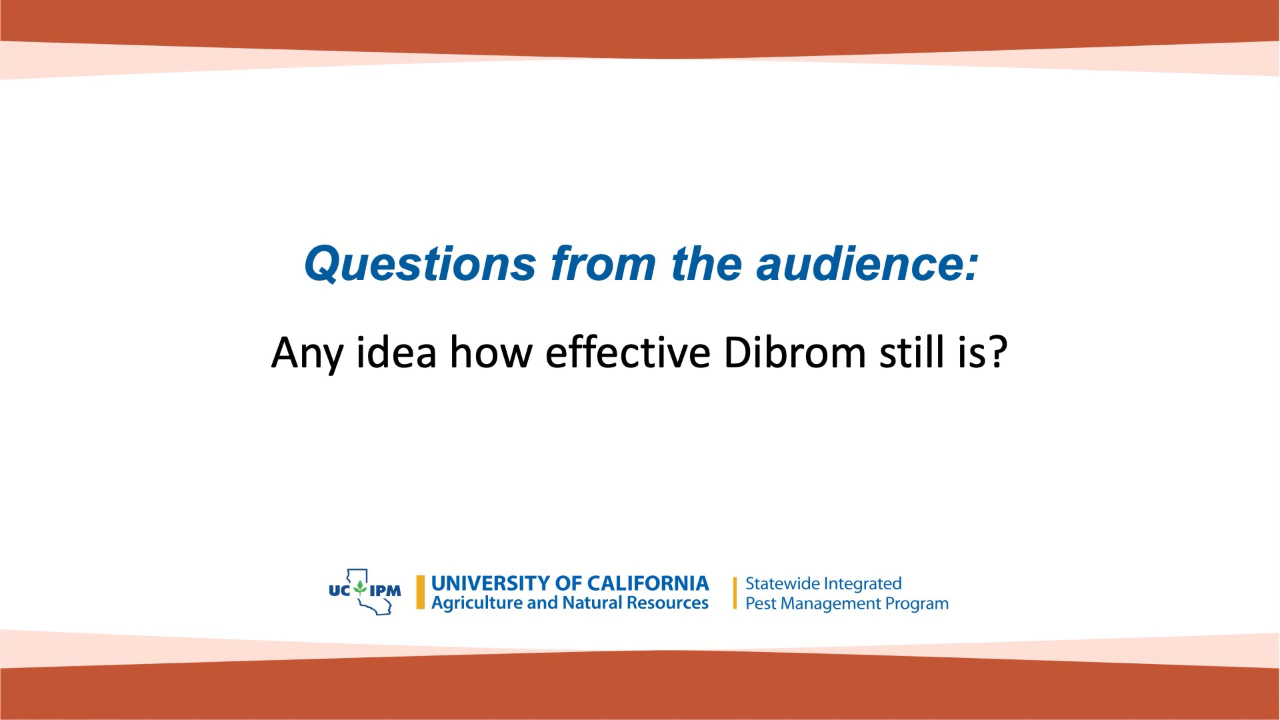 Questions from the audience:
Any idea how effective Dibrom still is?
UC IPM
UNIVERSITY OF CALIFORNIA
Agriculture and Natural Resources
Statewide Integrated
Pest Management Program